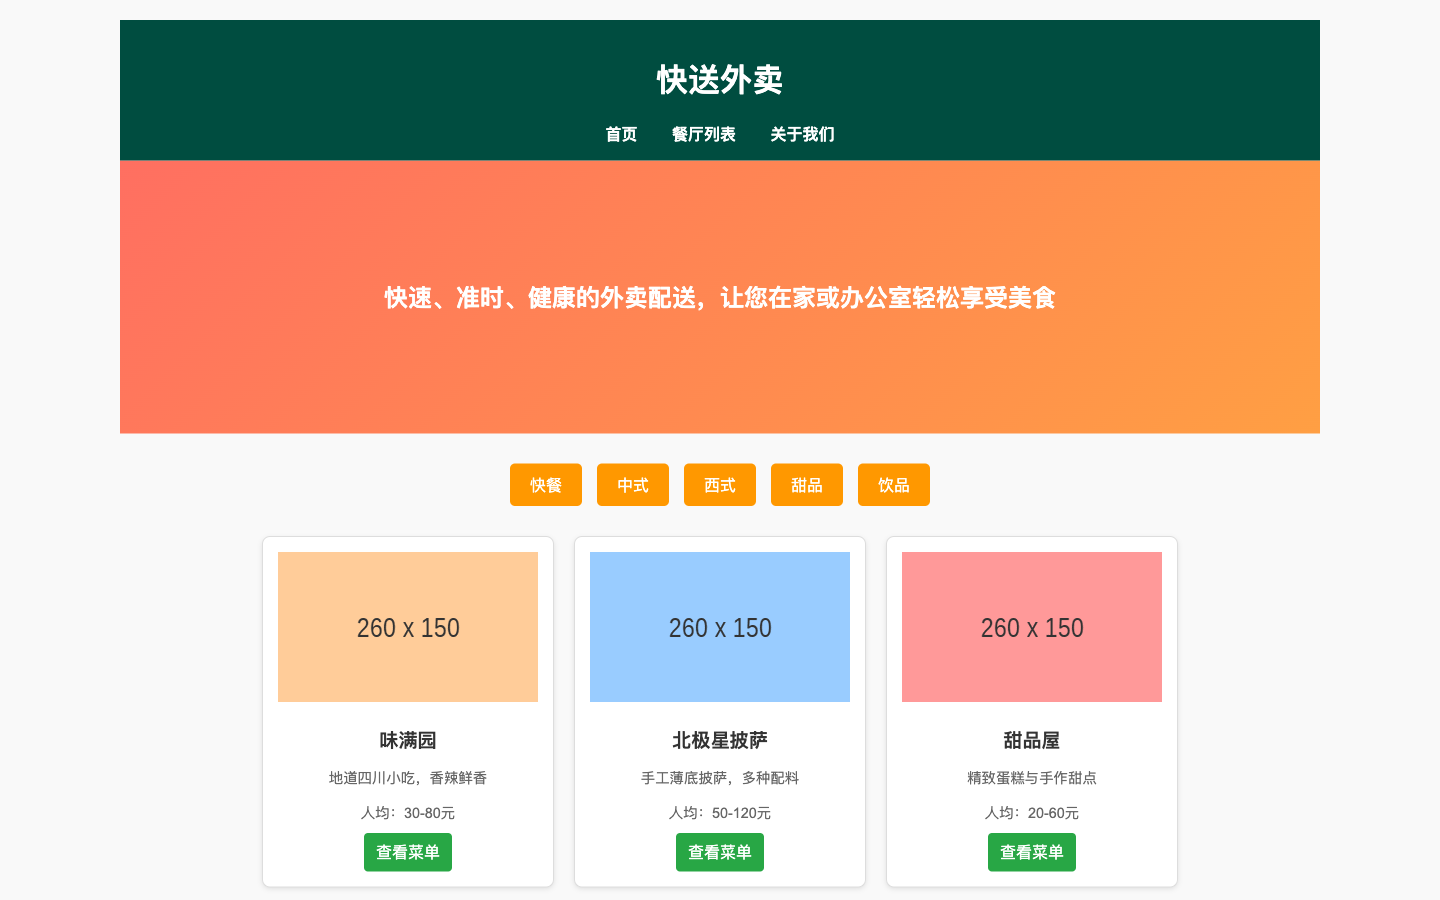 快送外卖
首页 餐厅列表 关于我们
快速、准时、健康的外卖配送，让您在家或办公室轻松享受美食
快餐 中式 西式 甜品 饮品
260 x 150
味满园
地道四川小吃，香辣鲜香
人均：30-80元
查看菜单
260 x 150
北极星披萨
手工薄底披萨，多种配料
人均：50-120元
查看菜单
260 x 150
甜品屋
精致蛋糕与手作甜点
人均：20-60元
查看菜单